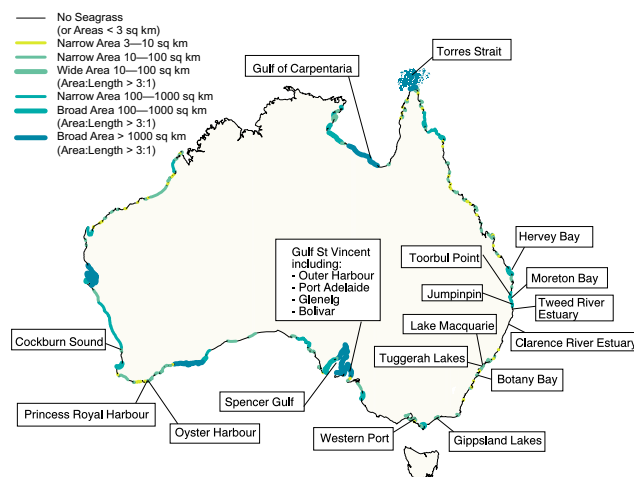 No Seagrass
(or Areas < 3 sq km)
Narrow Area 3—10 sq km
Narrow Area 10—100 sq km
Wide Area 10—100 sq km
(Area:Length > 3:1)
Narrow Area 100—1000 sq km
Broad Area 100—1000 sq km
(Area:Length > 3:1)
Broad Area > 1000 sq km
(Area:Length > 3:1)
Torres Strait
Gulf of Carpentaria
Hervey Bay
Toorbul Point
Moreton Bay
Jumpinpin
Tweed River
Estuary
Gulf St Vincent
including:
- Outer Harbour
- Port Adelaide
- Glenelg
- Bolivar
Lake Macquarie
Clarence River Estuary
Cockburn Sound
Tuggerah Lakes
Botany Bay
Spencer Gulf
Princess Royal Harbour
Oyster Harbour
Western Port
Gippsland Lakes